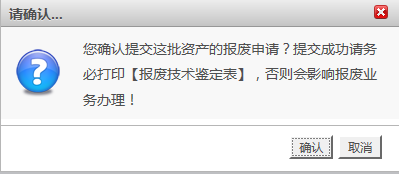 请确认...
您确认提交这批资产的报废申请？提交成功请务
必打印【报废技术鉴定表】，否则会影响报废业
务办理！
确认 取消